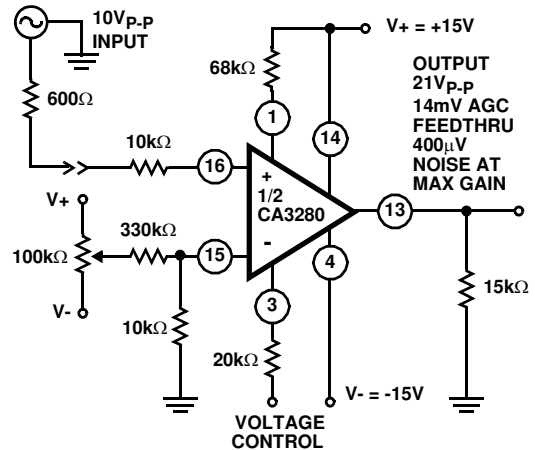 10VP-P
INPUT
600Ω
68kΩ
V+ = +15V
OUTPUT
21VP-P
14mV AGC
FEEDTHRU
400µV
NOISE AT
MAX GAIN
1
14
10kΩ
16
+
1/2
CA3280
-
13
V+
330kΩ
100kΩ
15
4
V-
10kΩ
3
15kΩ
20kΩ
V- = -15V
VOLTAGE
CONTROL